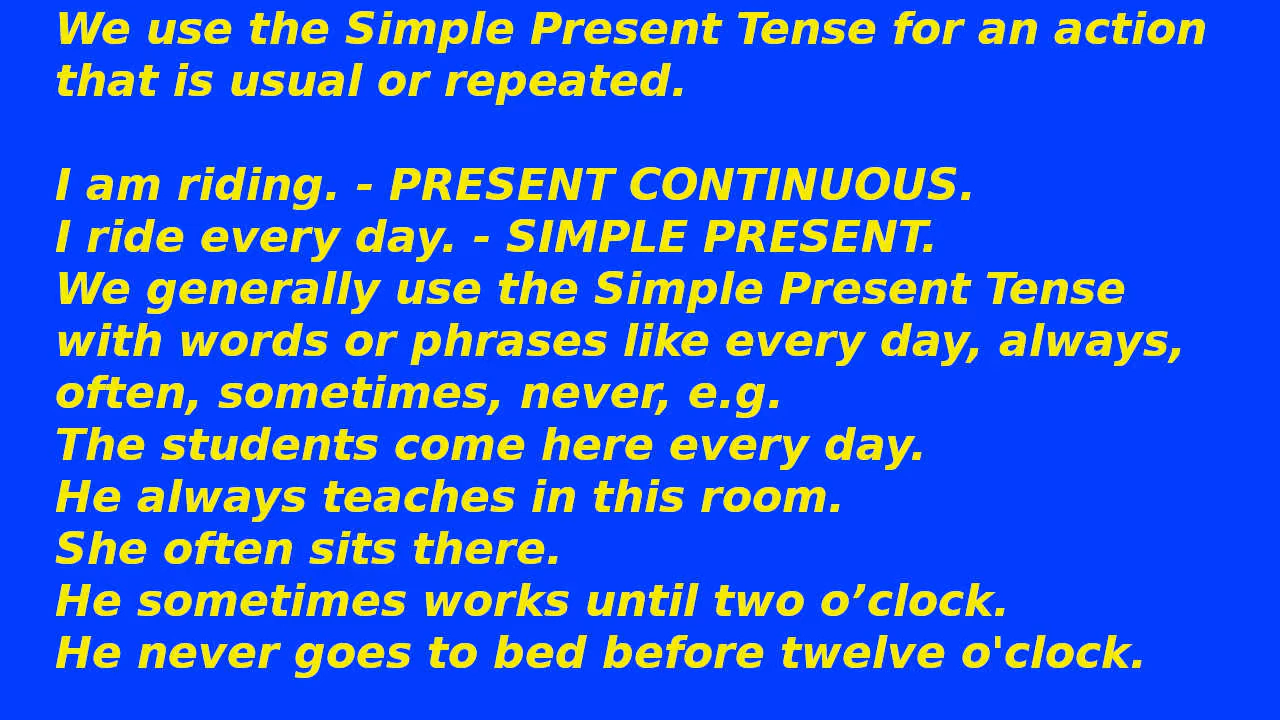 We use the Simple Present Tense for an action
that is usual or repeated.
I am riding. - PRESENT CONTINUOUS.
I ride every day. - SIMPLE PRESENT.
We generally use the Simple Present Tense
with words or phrases like every day, always,
often, sometimes, never, e.g.
The students come here every day.
He always teaches in this room.
She often sits there.
He sometimes works until two o’clock.
He never goes to bed before twelve o'clock.